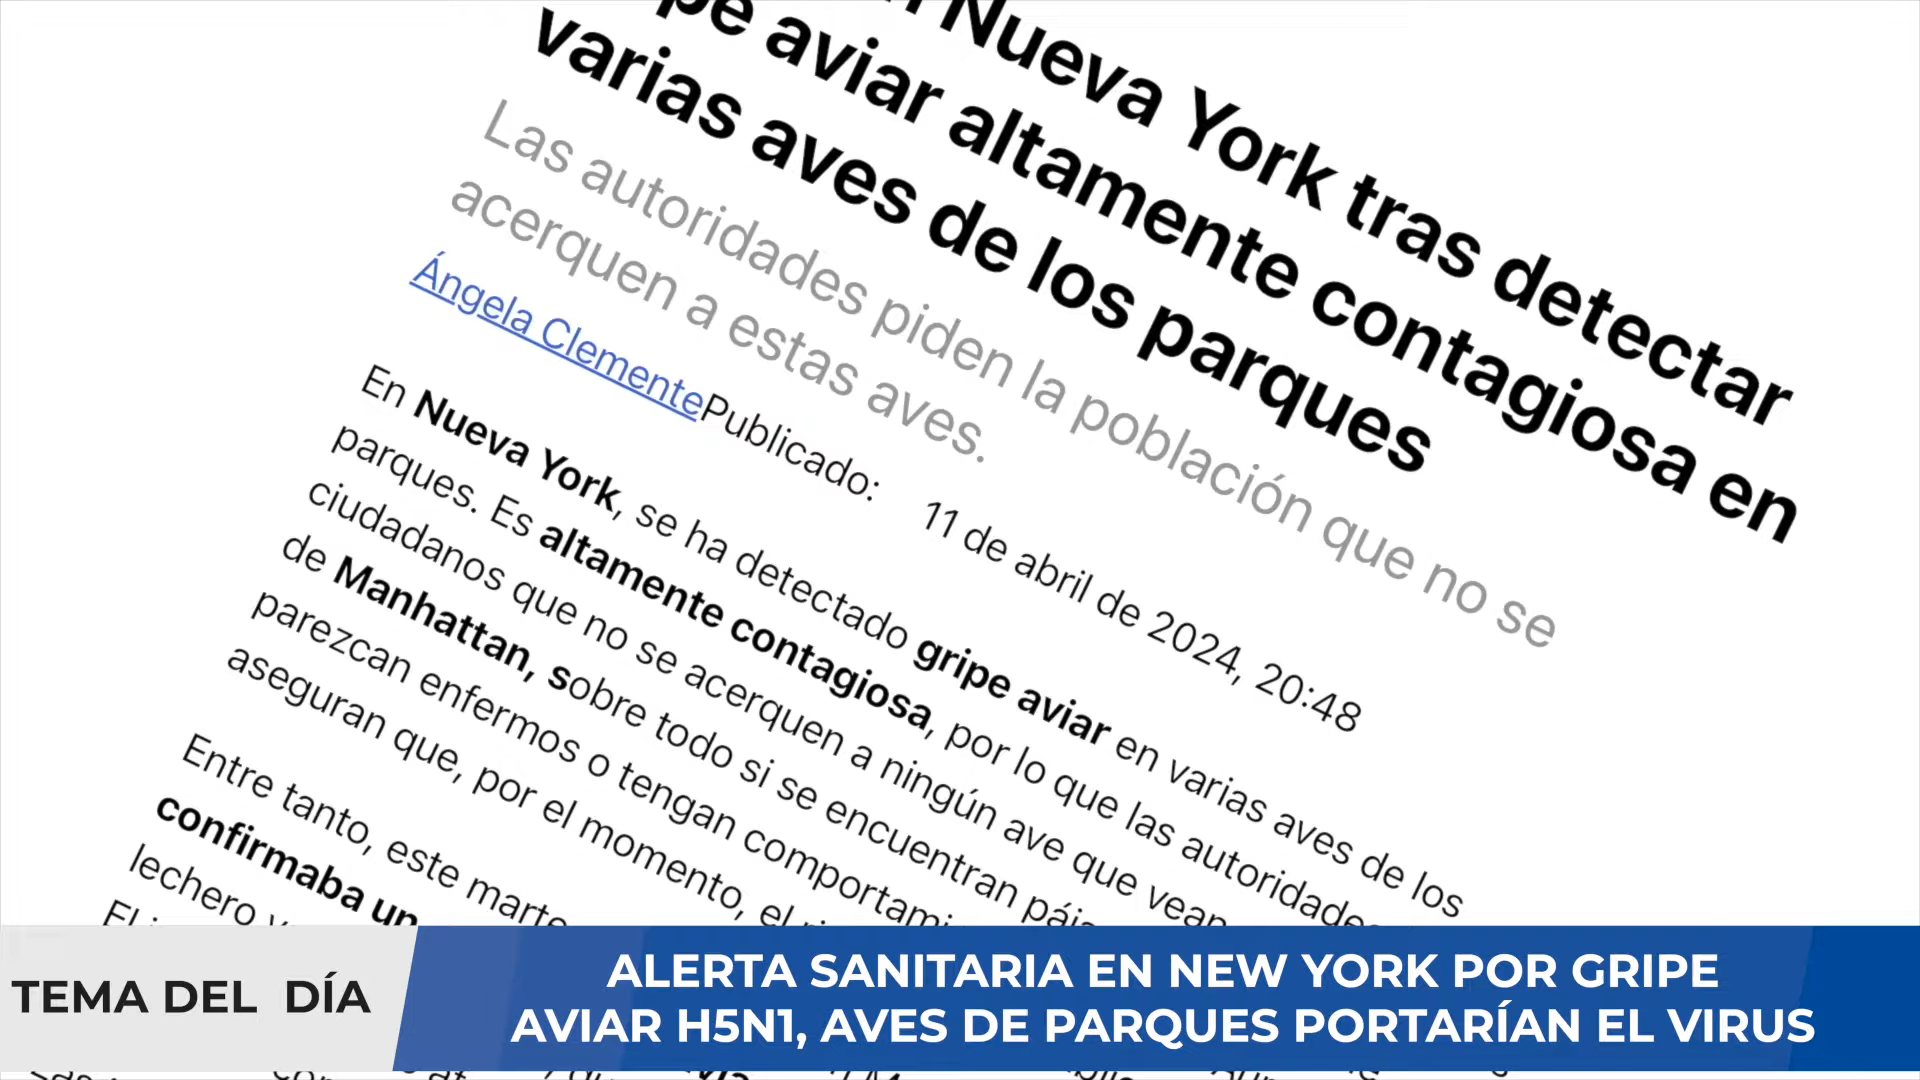 Nueva York tras detectar
aviar altamente contagiosa en
varias aves de los parques
Las autoridades piden la población que no se
acerquen a estas aves.
Ángela ClementePublicado: 11 de abril de 2024, 20:48
En Nueva York, se ha detectado gripe aviar en varias aves de los
parques. Es altamente contagiosa, por lo que las autoridades
ciudadanos que no se acerquen a ningún ave que vean
de Manhattan, sobre todo si se encuentran
parezcan enfermos o tengan
aseguran que, por el momento, el
Entre tanto, este marte
confirmaba un
lechero
TEMA DEL DÍA
ALERTA SANITARIA EN NEW YORK POR GRIPE
AVIAR H5N1, AVES DE PARQUES PORTARÍAN EL VIRUS